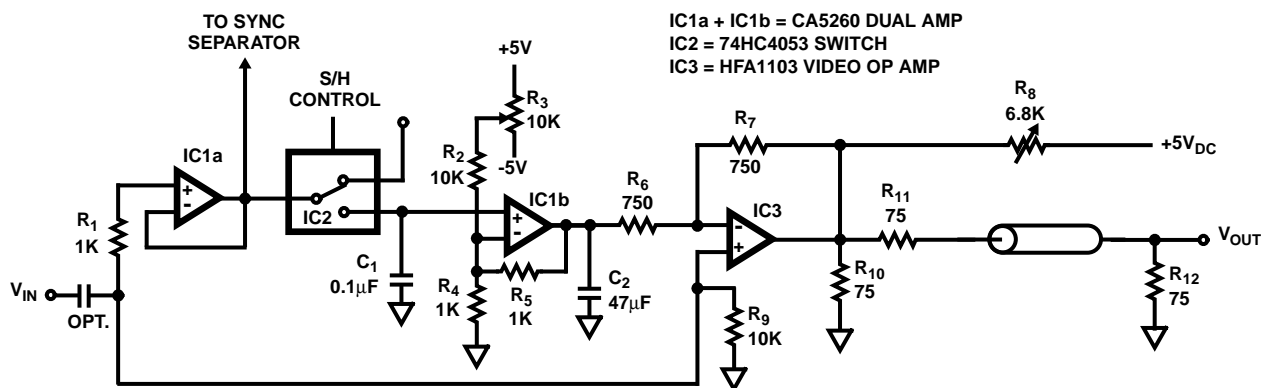 TO SYNC
SEPARATOR
IC1a + IC1b = CA5260 DUAL AMP
IC2 = 74HC4053 SWITCH
IC3 = HFA1103 VIDEO OP AMP
S/H
CONTROL
+5V
R3
10K
-5V
R2
10K
IC1a
+
-
R1
1K
IC2
IC1b
+
-
R6
750
R7
750
R8
6.8K
+5VDC
IC3
-
+
R11
75
VOUT
C1
0.1µF
R4
1K
R5
1K
C2
47µF
R10
75
R12
75
R9
10K
VIN
OPT.